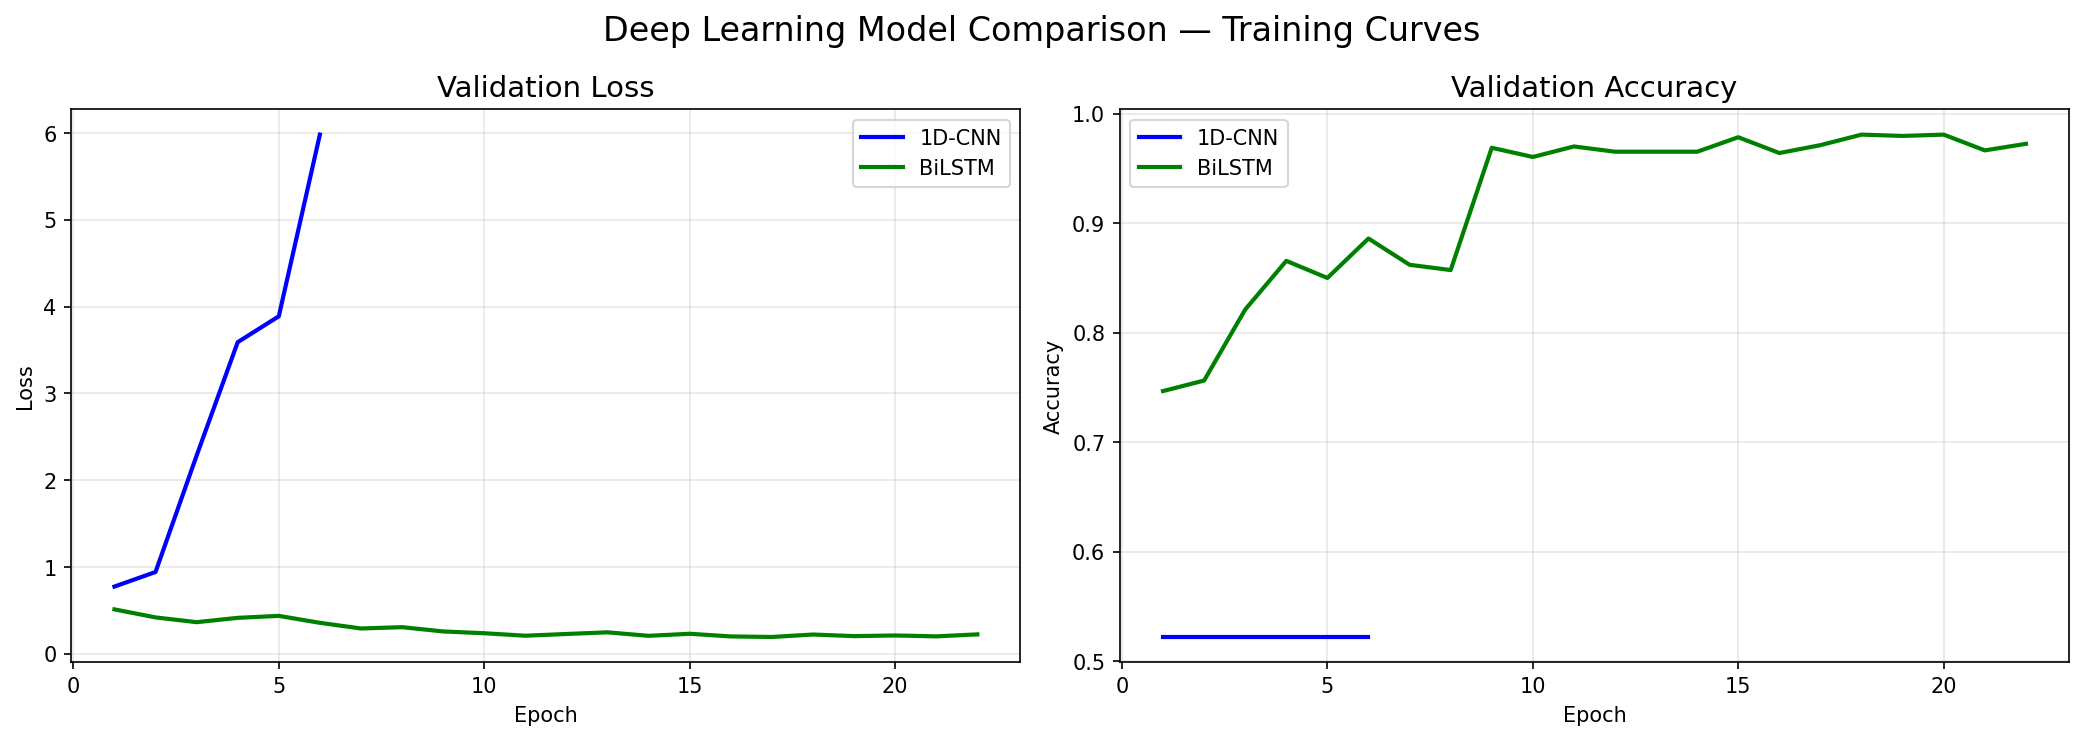 Deep Learning Model Comparison — Training Curves
Validation Loss
6
5
4
3
2
1
0
Loss
0
5
10
15
20
Epoch
1D-CNN
BiLSTM
Validation Accuracy
1.0
0.9
0.8
0.7
0.6
0.5
Accuracy
0
5
10
15
20
Epoch
1D-CNN
BiLSTM